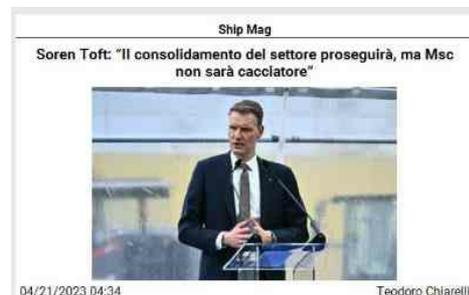 Ship Mag
Soren Toft: “Il consolidamento del settore proseguirà, ma Msc
non sarà cacciatore”
04/21/2023 04:34
Teodoro Chiarelli